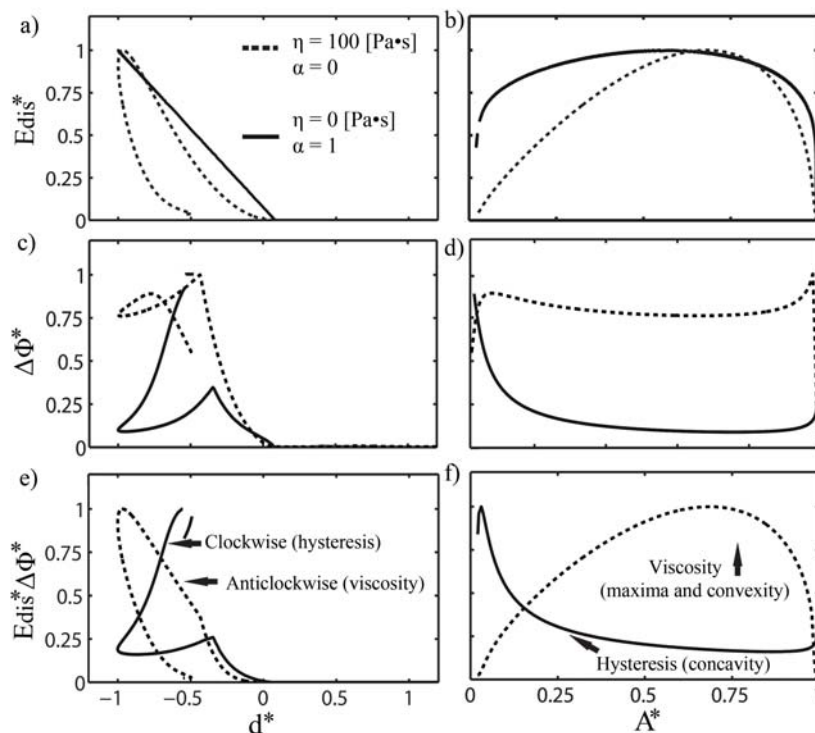 a)
b)
1
0.75
0.5
0.25
0
Edis*
η = 100 [Pa•s]
α = 0
η = 0 [Pa•s]
α = 1
c)
d)
1
0.75
0.5
0.25
0
ΔΦ*
e)
f)
1
0.75
0.5
0.25
0
Edis*ΔΦ*
Clockwise (hysteresis)
Anticlockwise (viscosity)
Viscosity
(maxima and convexity)
Hysteresis (concavity)
−1 −0.5 0 0.5 1
d*
0 0.25 0.5 0.75
A*